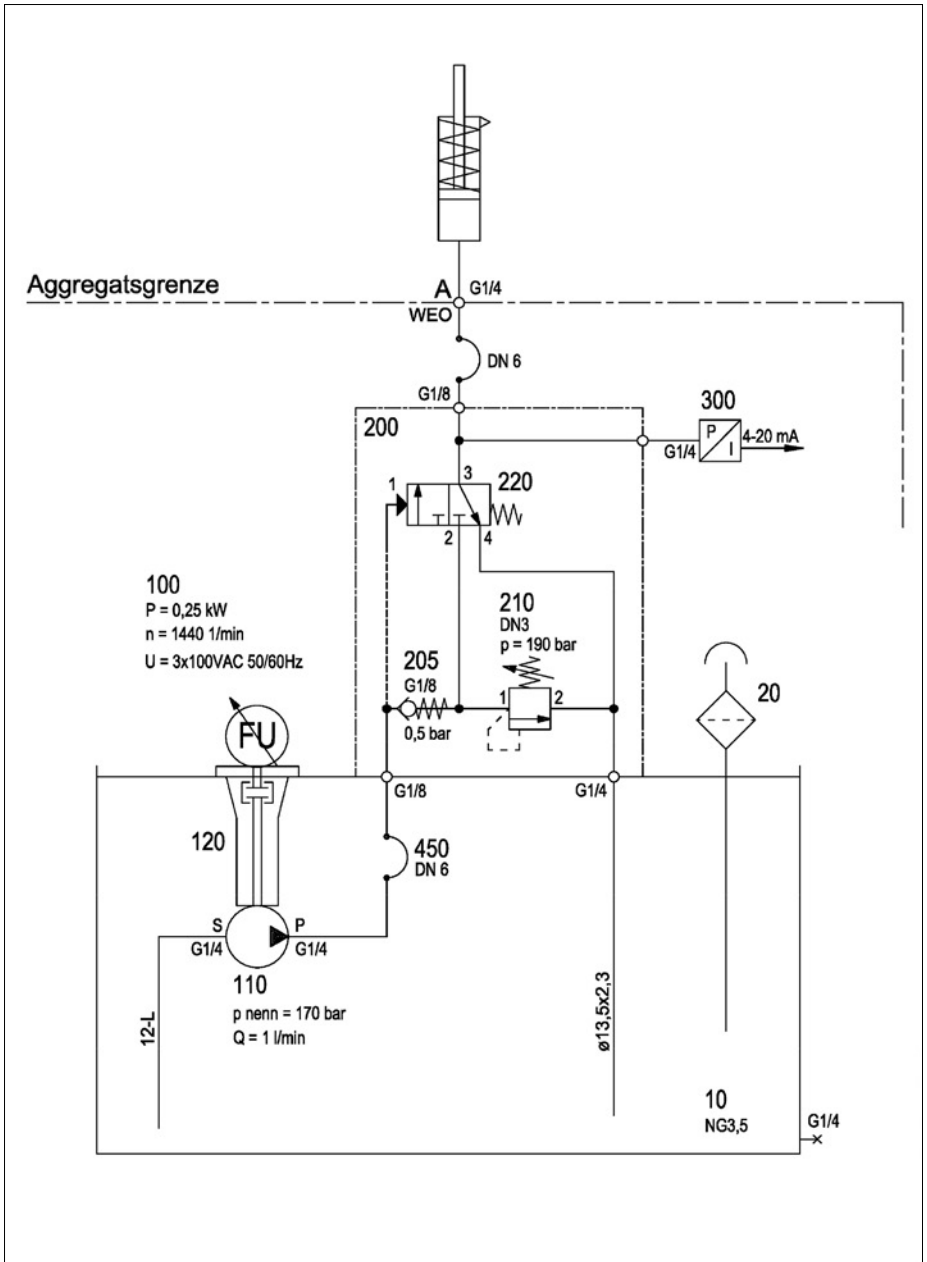 Aggregatsgrenze
A
G1/4
WEO
DN 6
G1/8
200
300
P
I
4-20 mA
G1/4
3
1
220
2
4
100
P = 0,25 kW
n = 1440 1/min
U = 3x100VAC 50/60Hz
210
DN3
p = 190 bar
205
G1/8
0,5 bar
1
2
20
FU
G1/8
G1/4
120
450
DN 6
S
P
G1/4
G1/4
110
p nenn = 170 bar
Q = 1 l/min
12-L
ø13,5x2,3
10
NG3,5
G1/4